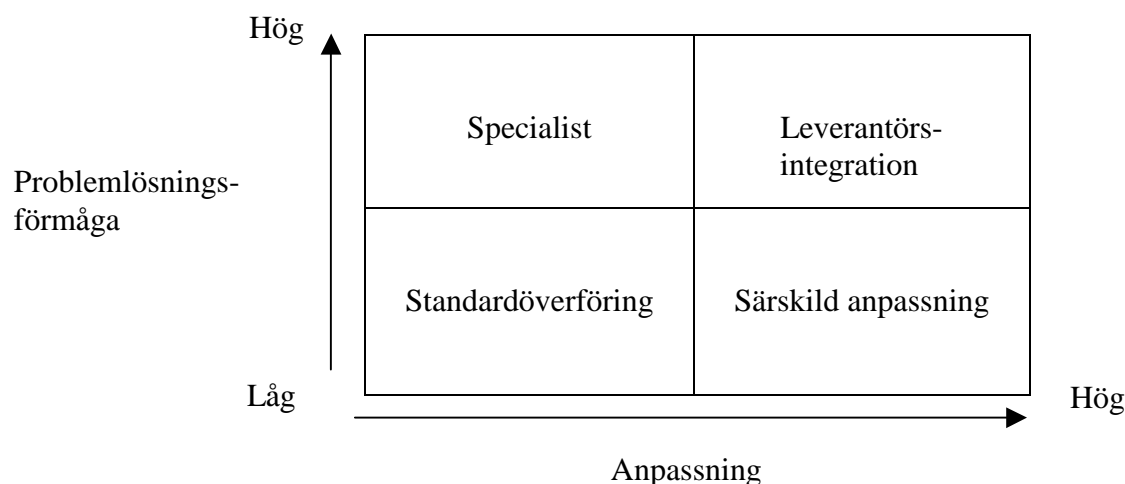 Hög
Specialist
Leverantörs-
integration
Problemlösnings-
förmåga
Standardöverföring
Särskild anpassning
Låg
Hög
Anpassning